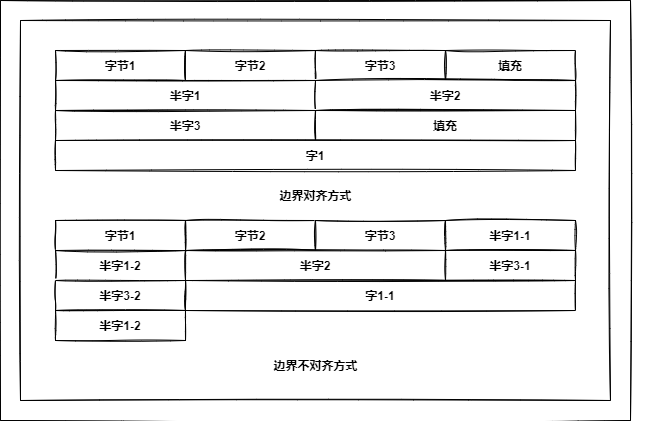 字节1 字节2 字节3 填充
半字1 半字2
半字3 填充
字1
边界对齐方式
字节1 字节2 字节3 半字1-1
半字1-2 半字2 半字3-1
半字3-2 字1-1
半字1-2
边界不对齐方式